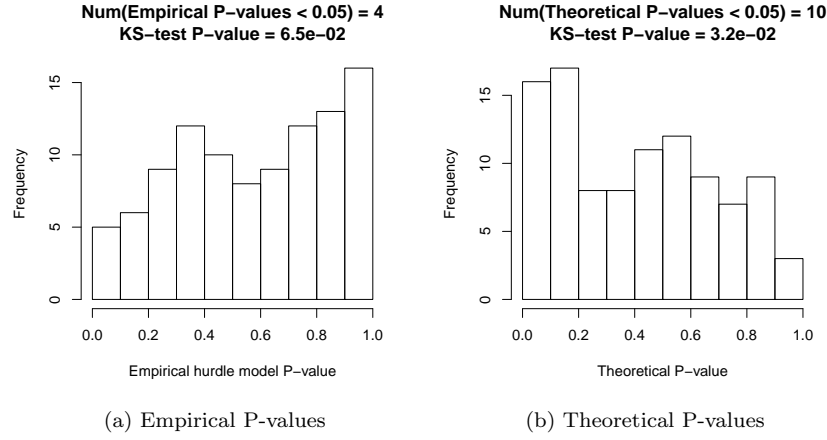 Num(Empirical P−values < 0.05) = 4
KS−test P−value = 6.5e−02
Frequency
15
10
5
0
0.0 0.2 0.4 0.6 0.8 1.0
Empirical hurdle model P−value
(a) Empirical P-values
Num(Theoretical P−values < 0.05) = 10
KS−test P−value = 3.2e−02
Frequency
15
10
5
0
0.0 0.2 0.4 0.6 0.8 1.0
Theoretical P−value
(b) Theoretical P-values